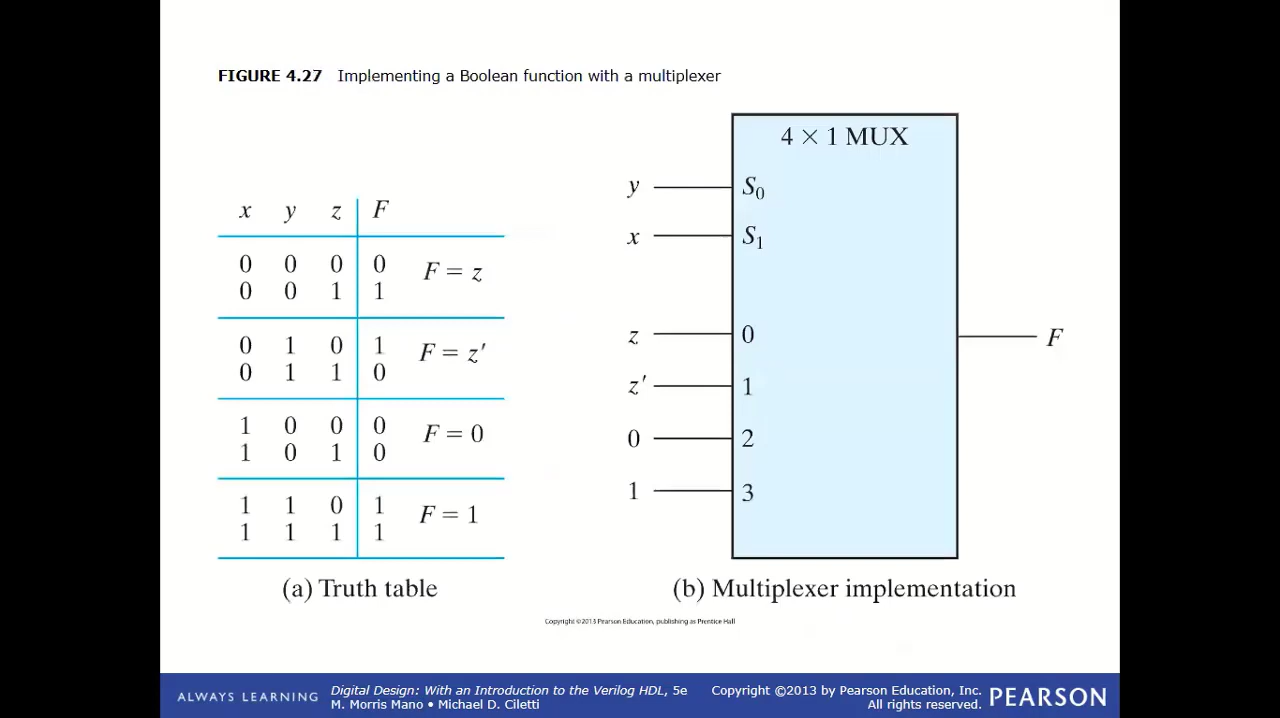 FIGURE 4.27 Implementing a Boolean function with a multiplexer
x y z F
0 0 0 0
0 0 1 1
F = z
0 1 0 1
0 1 1 0
F = z′
1 0 0 0
1 0 1 0
F = 0
1 1 0 1
1 1 1 1
F = 1
(a) Truth table
4 × 1 MUX
y S0
x S1
z 0
z′ 1
0 2
1 3
F
(b) Multiplexer implementation
Copyright ©2013 Pearson Education, publishing as Prentice Hall
ALWAYS LEARNING
Digital Design: With an Introduction to the Verilog HDL, 5e
M. Morris Mano • Michael D. Ciletti
Copyright ©2013 by Pearson Education, Inc.
All rights reserved.
PEARSON